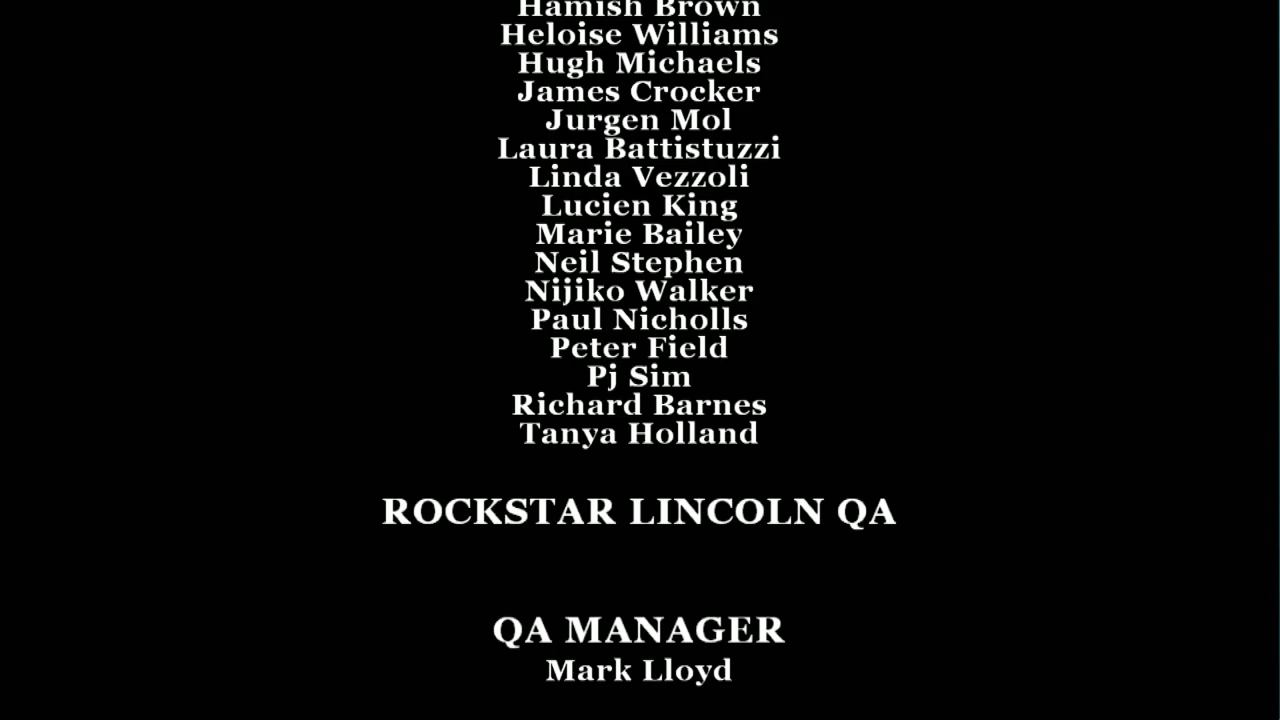 Hamish Brown
Heloise Williams
Hugh Michaels
James Crocker
Jurgen Mol
Laura Battistuzzi
Linda Vezzoli
Lucien King
Marie Bailey
Neil Stephen
Nijiko Walker
Paul Nicholls
Peter Field
Pj Sim
Richard Barnes
Tanya Holland
ROCKSTAR LINCOLN QA
QA MANAGER
Mark Lloyd